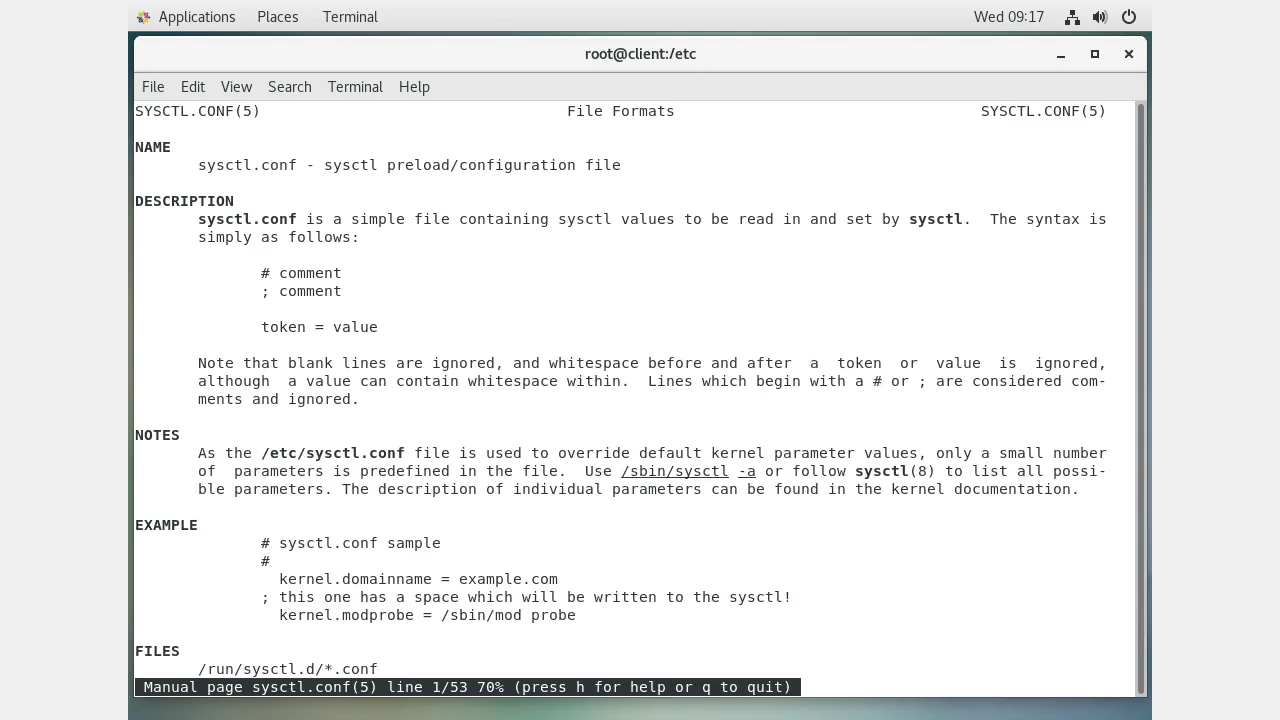 Applications Places Terminal Wed 09:17
root@client:/etc
File Edit View Search Terminal Help
SYSCTL.CONF(5) File Formats SYSCTL.CONF(5)
NAME
sysctl.conf - sysctl preload/configuration file
DESCRIPTION
sysctl.conf is a simple file containing sysctl values to be read in and set by sysctl.  The syntax is
simply as follows:
# comment
; comment
token = value
Note that blank lines are ignored, and whitespace before and after  a  token  or  value  is  ignored,
although  a value can contain whitespace within.  Lines which begin with a # or ; are considered com-
ments and ignored.
NOTES
As the /etc/sysctl.conf file is used to override default kernel parameter values, only a small number
of  parameters is predefined in the file.  Use /sbin/sysctl -a or follow sysctl(8) to list all possi-
ble parameters. The description of individual parameters can be found in the kernel documentation.
EXAMPLE
# sysctl.conf sample
#
kernel.domainname = example.com
; this one has a space which will be written to the sysctl!
kernel.modprobe = /sbin/mod probe
FILES
/run/sysctl.d/*.conf
Manual page sysctl.conf(5) line 1/53 70% (press h for help or q to quit)